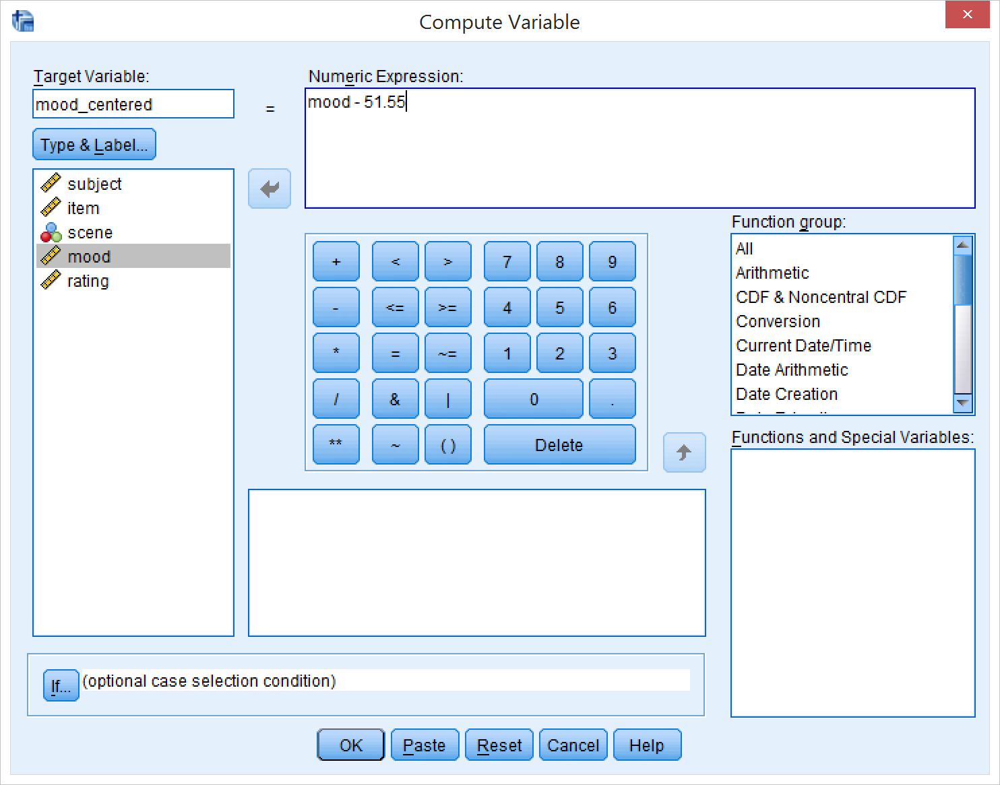 Compute Variable
Target Variable:
mood_centered
=
Numeric Expression:
mood - 51.55
Type & Label...
subject
item
scene
mood
rating
+ < > 7 8 9
- <= >= 4 5 6
* = ~= 1 2 3
/ & | 0 .
** ~ ( ) Delete
Function group:
All
Arithmetic
CDF & Noncentral CDF
Conversion
Current Date/Time
Date Arithmetic
Date Creation
Functions and Special Variables:
If...
(optional case selection condition)
OK Paste Reset Cancel Help